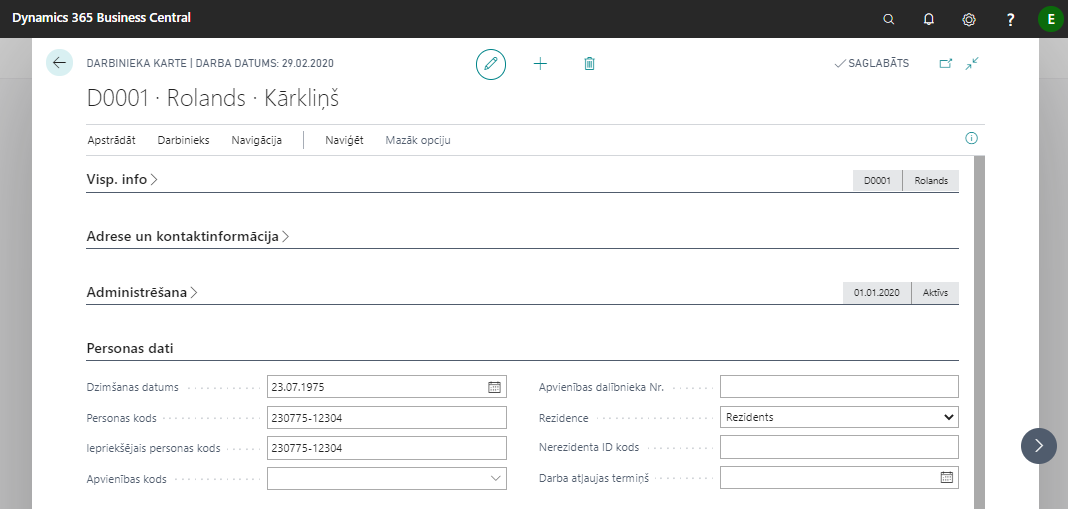 Dynamics 365 Business Central
?
E
DARBINIEKA KARTE | DARBA DATUMS: 29.02.2020
SAGLABĀTS
D0001 · Rolands · Kārkliņš
Apstrādāt Darbinieks Navigācija Naviģēt Mazāk opciju
Visp. info
D0001 Rolands
Adrese un kontaktinformācija
Administrēšana
01.01.2020 Aktīvs
Personas dati
Dzimšanas datums 23.07.1975
Personas kods 230775-12304
Iepriekšējais personas kods 230775-12304
Apvienības kods
Apvienības dalībnieka Nr.
Rezidence Rezidents
Nerezidenta ID kods
Darba atļaujas termiņš